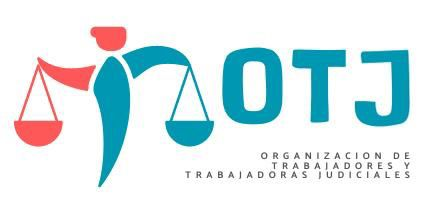 OTJ
ORGANIZACION DE
TRABAJADORES Y
TRABAJADORAS JUDICIALES